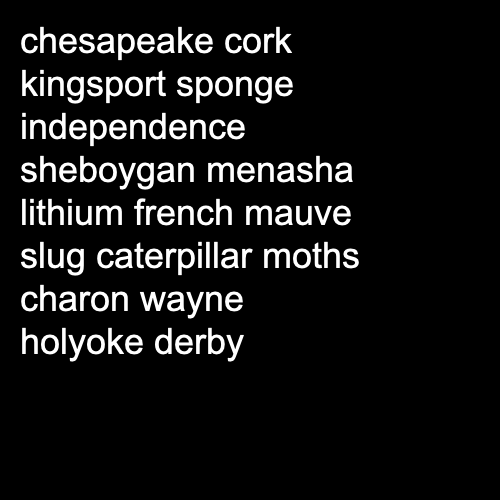 chesapeake cork
kingsport sponge
independence
sheboygan menasha
lithium french mauve
slug caterpillar moths
charon wayne
holyoke derby